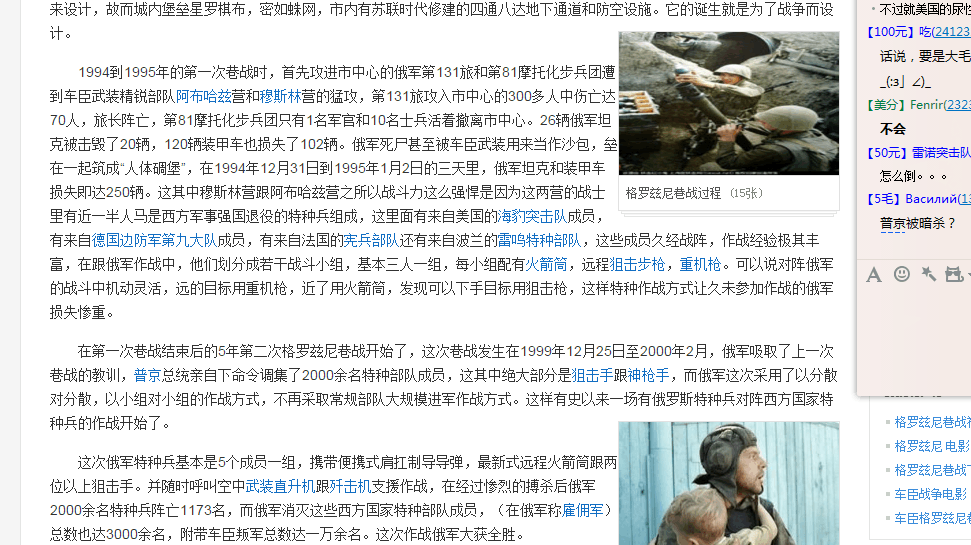 来设计，故而城内堡垒星罗棋布，密如蛛网，市内有苏联时代修建的四通八达地下通道和防空设施。它的诞生就是为了战争而设
计。
1994到1995年的第一次巷战时，首先攻进市中心的俄军第131旅和第81摩托化步兵团遭
到车臣武装精锐部队阿布哈兹营和穆斯林营的猛攻，第131旅攻入市中心的300多人中伤亡达
70人，旅长阵亡，第81摩托化步兵团只有1名军官和10名士兵活着撤离市中心。26辆俄军坦
克被击毁了20辆，120辆装甲车也损失了102辆。俄军死尸甚至被车臣武装用来当作沙包，垒
在一起筑成“人体碉堡”，在1994年12月31日到1995年1月2日的三天里，俄军坦克和装甲车
损失即达250辆。这其中穆斯林营跟阿布哈兹营之所以战斗力这么强悍是因为这两营的战士
里有近一半人马是西方军事强国退役的特种兵组成，这里面有来自美国的海豹突击队成员，
有来自德国边防军第九大队成员，有来自法国的宪兵部队还有来自波兰的雷鸣特种部队，这些成员久经战阵，作战经验极其丰
富，在跟俄军作战中，他们划分成若干战斗小组，基本三人一组，每小组配有火箭筒，远程狙击步枪，重机枪。可以说对阵俄军
的战斗中机动灵活，远的目标用重机枪，近了用火箭筒，发现可以下手目标用狙击枪，这样特种作战方式让久未参加作战的俄军
损失惨重。
格罗兹尼巷战过程 （15张）
在第一次巷战结束后的5年第二次格罗兹尼巷战开始了，这次巷战发生在1999年12月25日至2000年2月，俄军吸取了上一次
巷战的教训，普京总统亲自下命令调集了2000余名特种部队成员，这其中绝大部分是狙击手跟神枪手，而俄军这次采用了以分散
对分散，以小组对小组的作战方式，不再采取常规部队大规模进军作战方式。这样有史以来一场有俄罗斯特种兵对阵西方国家特
种兵的作战开始了。
这次俄军特种兵基本是5个成员一组，携带便携式肩扛制导导弹，最新式远程火箭筒跟两
位以上狙击手。并随时呼叫空中武装直升机跟歼击机支援作战，在经过惨烈的搏杀后俄军
2000余名特种兵阵亡1173名，而俄军消灭这些西方国家特种部队成员，（在俄军称雇佣军）
总数也达3000余名，附带车臣叛军总数达一万余名。这次作战俄军大获全胜。
不过就美国的尿性
【100元】吃(24123
话说，要是大毛
_(:з」∠)_
【美分】Fenrir(232
不会
【50元】雷诺突击队
怎么倒。。。
【5毛】Василий(1
普京被暗杀？
格罗兹尼巷战
格罗兹尼 电影
格罗兹尼巷战
车臣战争电影
车臣格罗兹尼